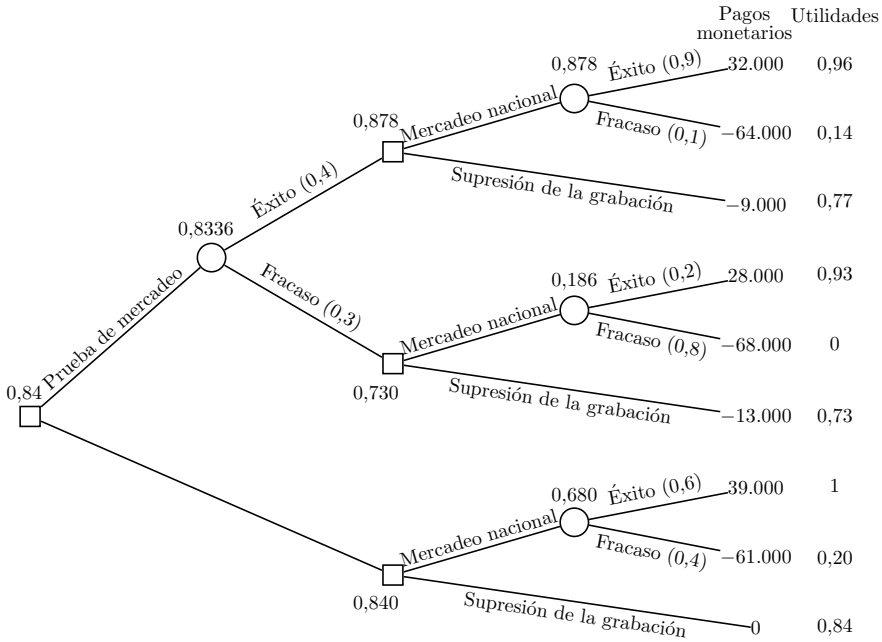 Pagos Utilidades
monetarios
0,878 Éxito (0,9) 32.000 0,96
0,878 Mercadeo nacional
Fracaso (0,1) −64.000 0,14
Supresión de la grabación −9.000 0,77
Éxito (0,4)
0,8336
Prueba de mercadeo
Fracaso (0,3)
0,186 Éxito (0,2) 28.000 0,93
Mercadeo nacional
Fracaso (0,8) −68.000 0
0,730 Supresión de la grabación −13.000 0,73
0,84
0,680 Éxito (0,6) 39.000 1
Mercadeo nacional
Fracaso (0,4) −61.000 0,20
0,840 Supresión de la grabación 0 0,84